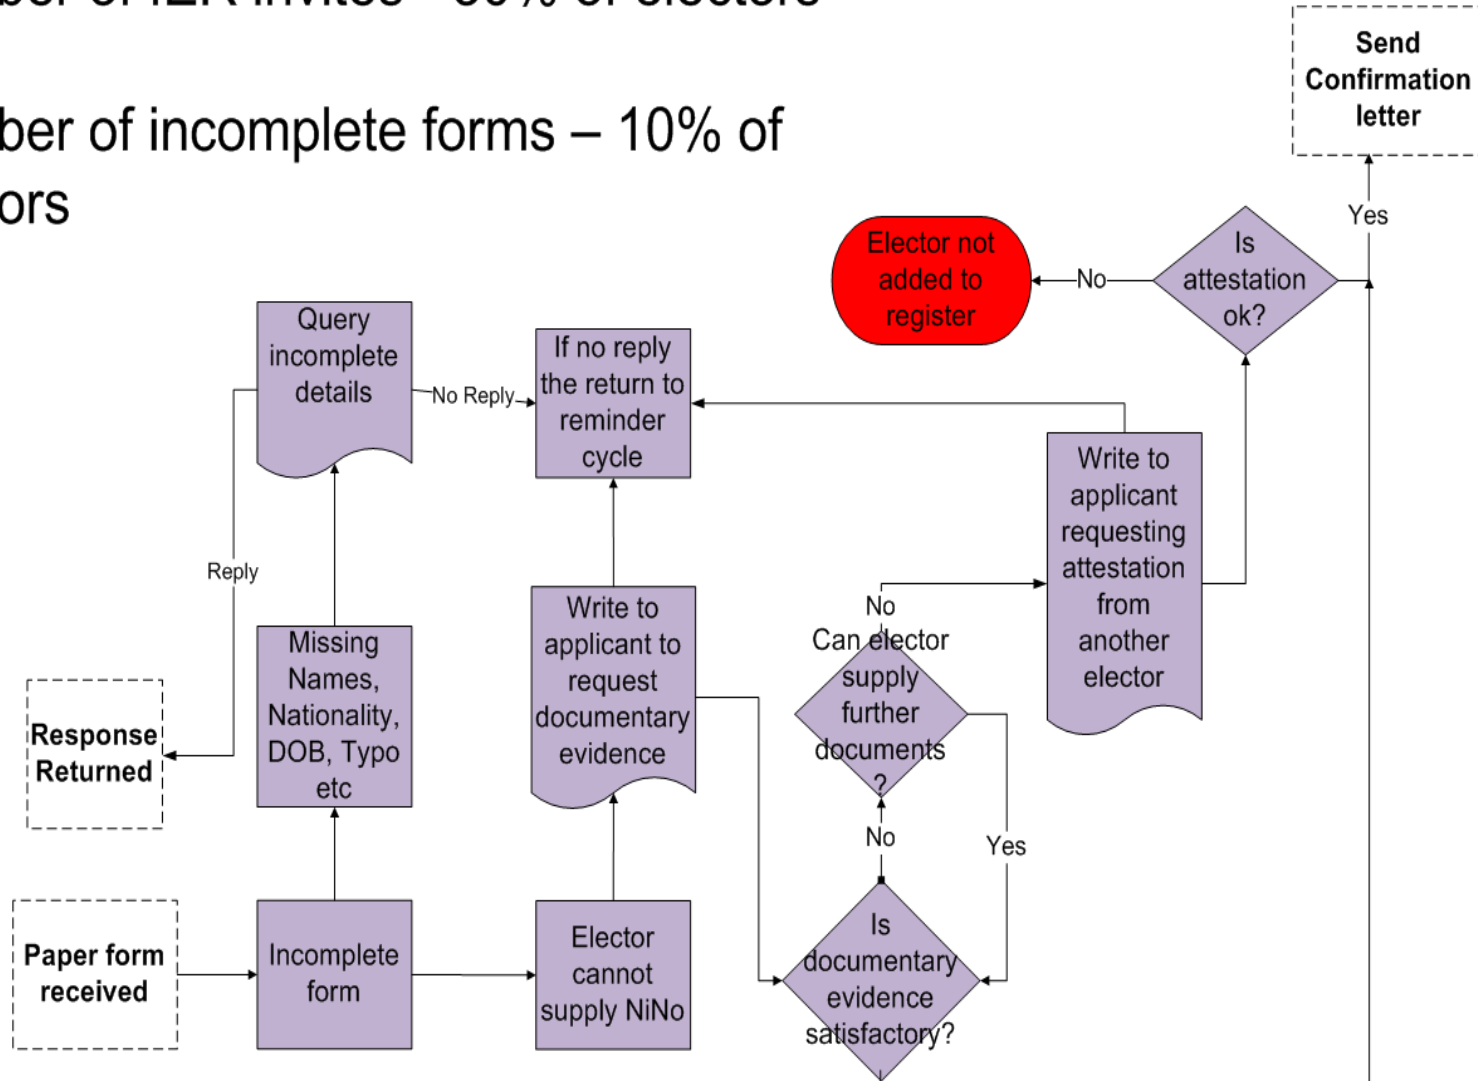 ber of incomplete forms – 10% of
ors
Send
Confirmation
letter
Yes
Is
attestation
ok?
No
Elector not
added to
register
Query
incomplete
details
No Reply
If no reply
the return to
reminder
cycle
Write to
applicant
requesting
attestation
from
another
elector
Reply
No
Can elector
supply
further
documents
?
Write to
applicant to
request
documentary
evidence
Missing
Names,
Nationality,
DOB, Typo
etc
Response
Returned
No
Yes
Paper form
received
Incomplete
form
Elector
cannot
supply NiNo
Is
documentary
evidence
satisfactory?